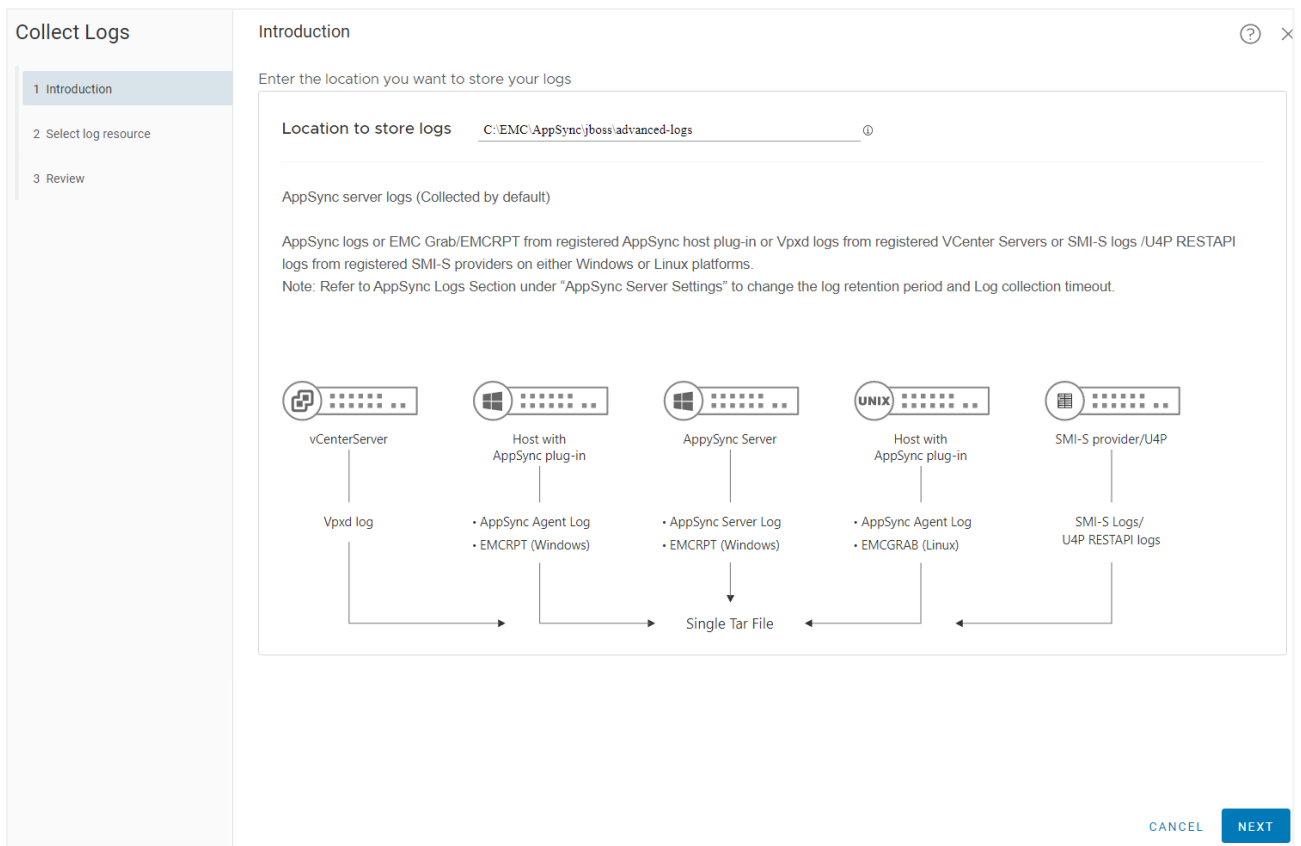 Collect Logs
1 Introduction
2 Select log resource
3 Review
Introduction
?
Enter the location you want to store your logs
Location to store logs C:\EMC\AppSync\jboss\advanced-logs
AppSync server logs (Collected by default)
AppSync logs or EMC Grab/EMCRPT from registered AppSync host plug-in or Vpxd logs from registered VCenter Servers or SMI-S logs /U4P RESTAPI
logs from registered SMI-S providers on either Windows or Linux platforms.
Note: Refer to AppSync Logs Section under “AppSync Server Settings” to change the log retention period and Log collection timeout.
UNIX
vCenterServer
Host with
AppSync plug-in
AppySync Server
Host with
AppSync plug-in
SMI-S provider/U4P
Vpxd log
• AppSync Agent Log
• EMCRPT (Windows)
• AppSync Server Log
• EMCRPT (Windows)
• AppSync Agent Log
• EMCGRAB (Linux)
SMI-S Logs/
U4P RESTAPI logs
Single Tar File
CANCEL
NEXT